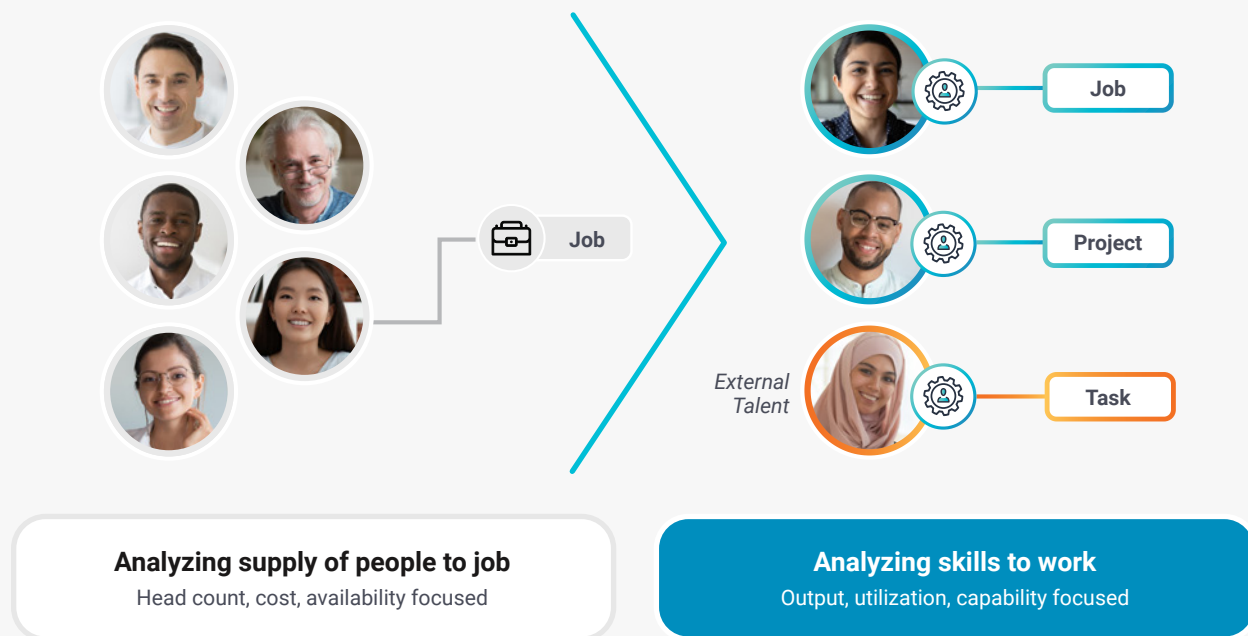 Job
Job
Project
External
Talent
Task
Analyzing supply of people to job
Head count, cost, availability focused
Analyzing skills to work
Output, utilization, capability focused